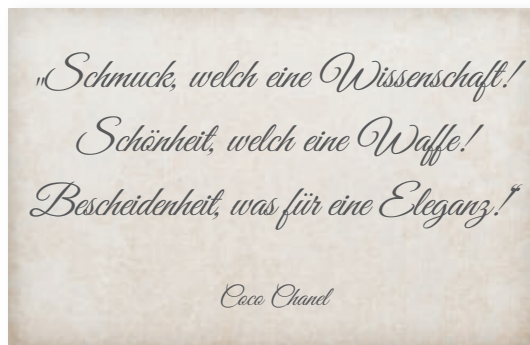 „Schmuck, welch eine Wissenschaft!
Schönheit, welch eine Waffe!
Bescheidenheit, was für eine Eleganz!“
Coco Chanel